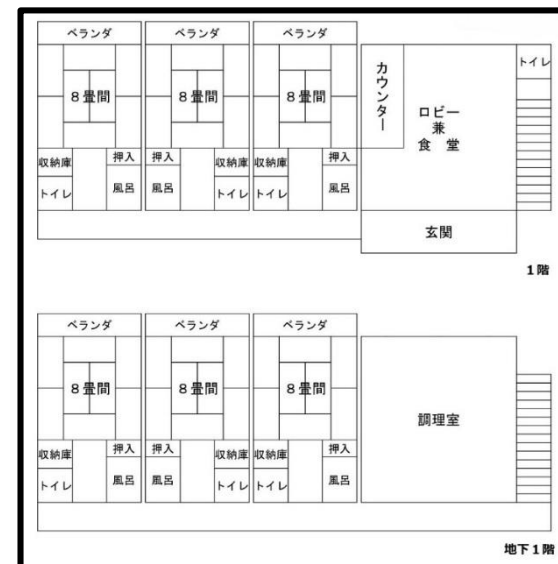 ベランダ ベランダ ベランダ
トイレ
カウンター
8畳間 8畳間 8畳間
ロビー
兼
食堂
収納庫 押入 押入 収納庫 収納庫 押入
トイレ 風呂 風呂 トイレ トイレ 風呂
玄関
1階
ベランダ ベランダ ベランダ
8畳間 8畳間 8畳間
調理室
収納庫 押入 押入 収納庫 収納庫 押入
トイレ 風呂 風呂 トイレ トイレ 風呂
地下1階